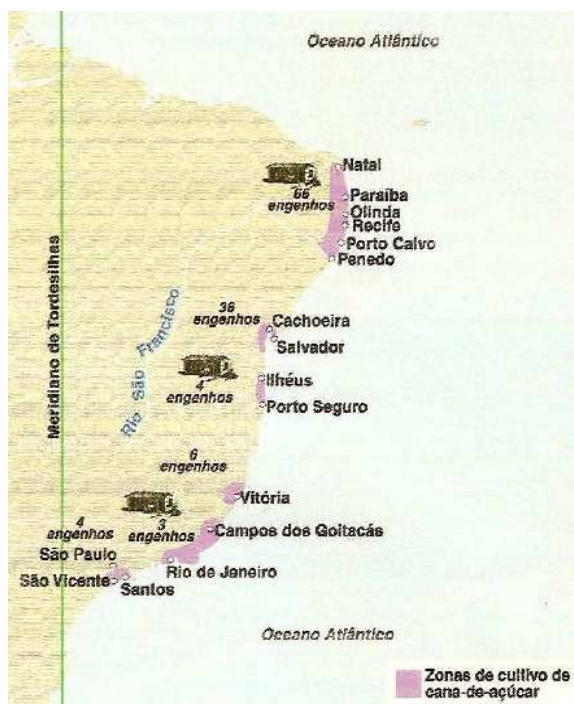 Oceano Atlântico
Natal
66
engenhos
Paraíba
Olinda
Recife
Porto Calvo
Penedo
Meridiano de Tordesilhas
Rio São Francisco
36
engenhos
Cachoeira
Salvador
4
engenhos
Ilhéus
Porto Seguro
6
engenhos
Vitória
4
engenhos
3
engenhos
Campos dos Goitacás
São Paulo
São Vicente
Santos
Rio de Janeiro
Oceano Atlântico
Zonas de cultivo de
cana-de-açúcar